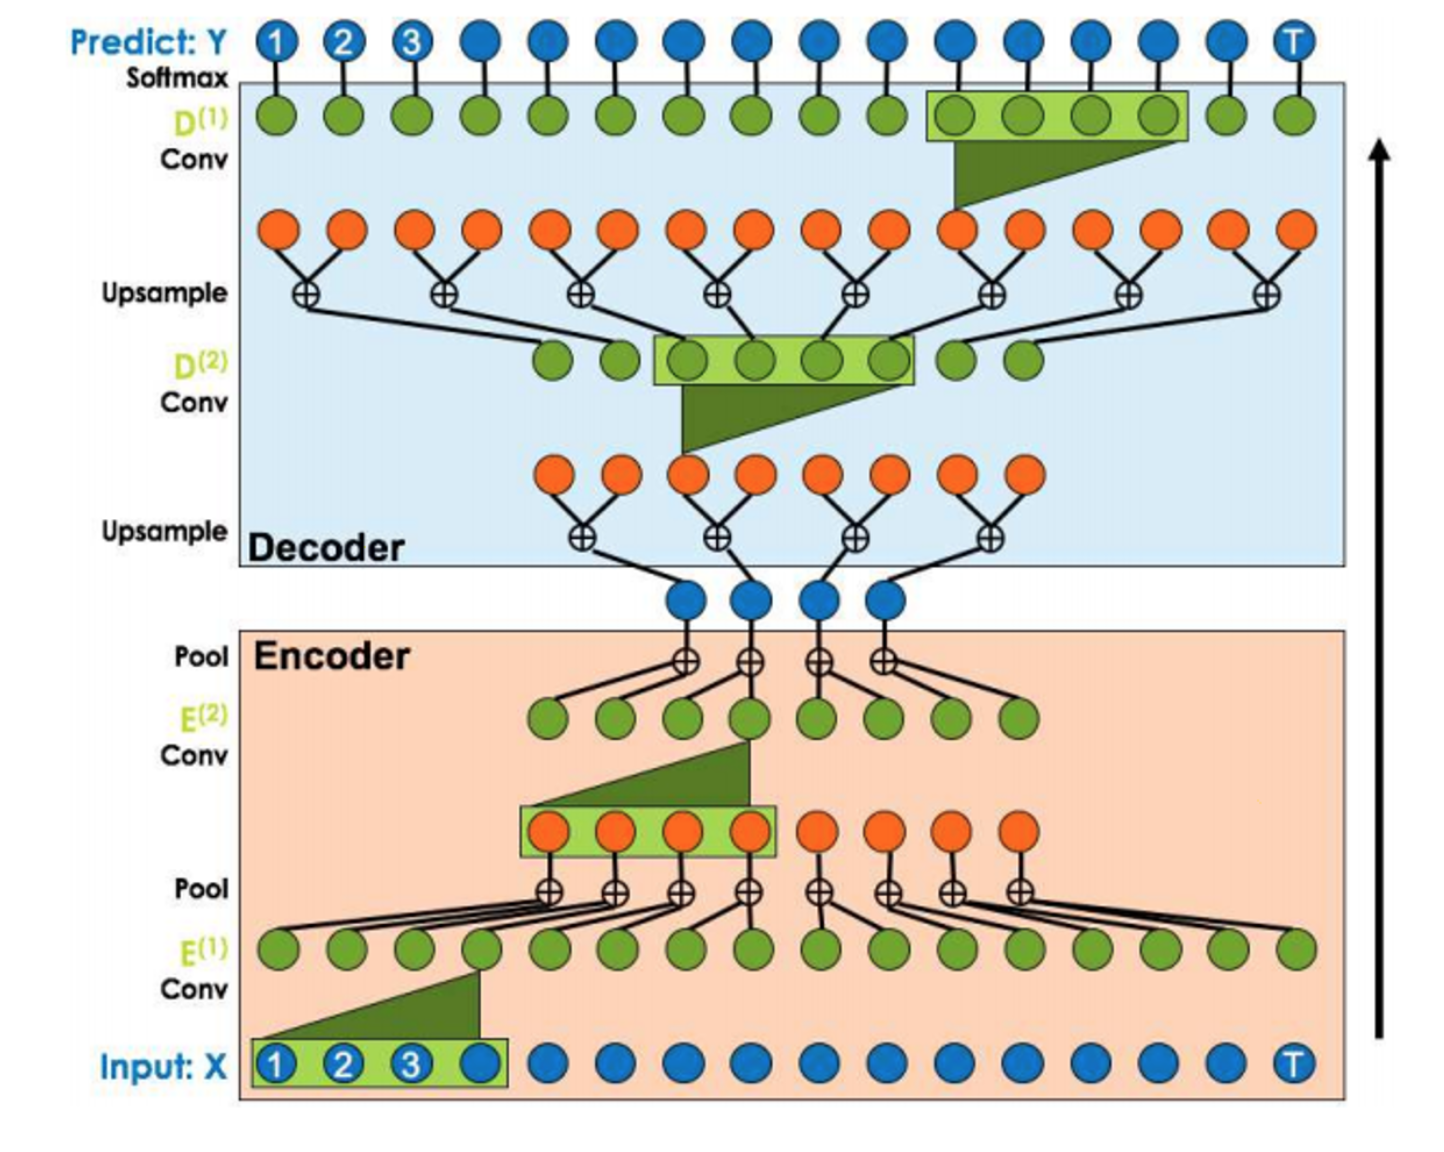 Predict: Y 1 2 3 T
Softmax
D(1)
Conv
Upsample
D(2)
Conv
Upsample
Decoder
Pool
Encoder
E(2)
Conv
Pool
E(1)
Conv
Input: X 1 2 3 T